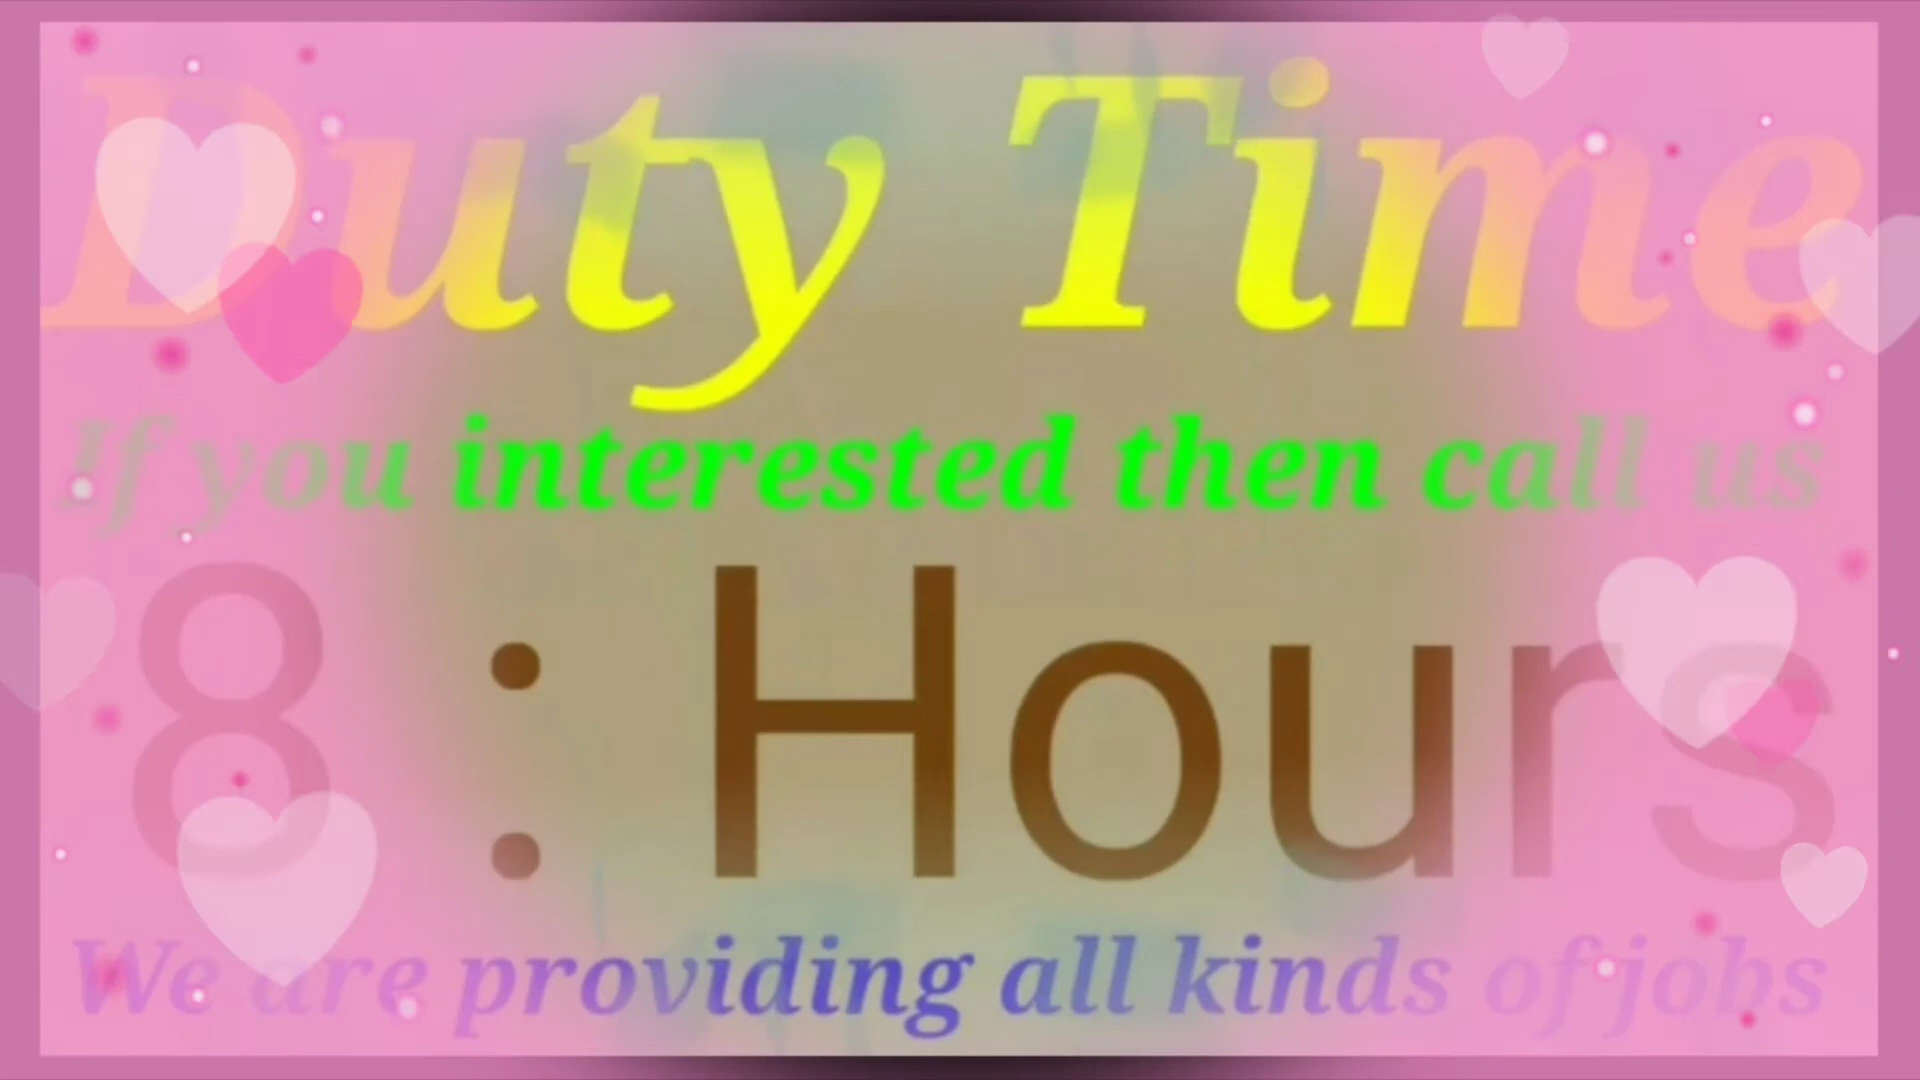 Duty Time
If you interested then call us
8 : Hours
We are providing all kinds of jobs